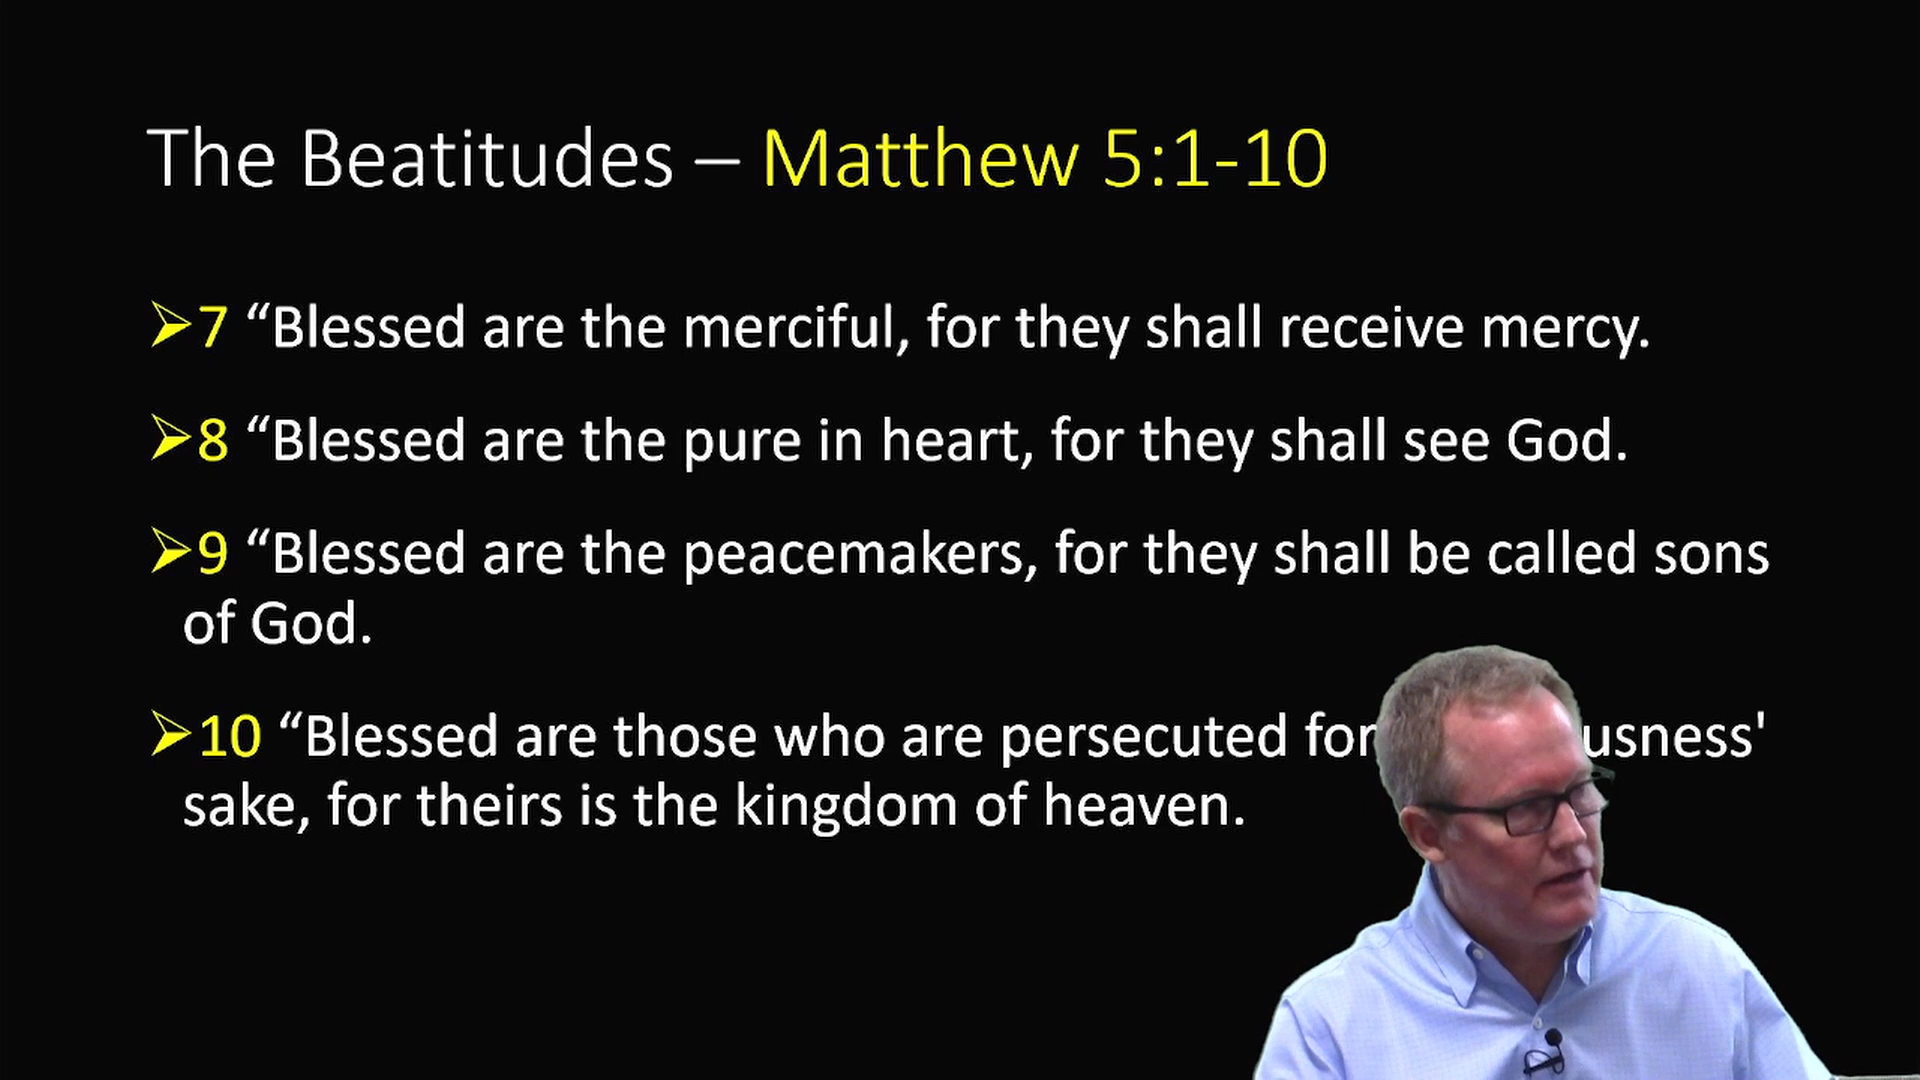 The Beatitudes – Matthew 5:1-10
➢7 “Blessed are the merciful, for they shall receive mercy.
➢8 “Blessed are the pure in heart, for they shall see God.
➢9 “Blessed are the peacemakers, for they shall be called sons
of God.
➢10 “Blessed are those who are persecuted for usness'
sake, for theirs is the kingdom of heaven.